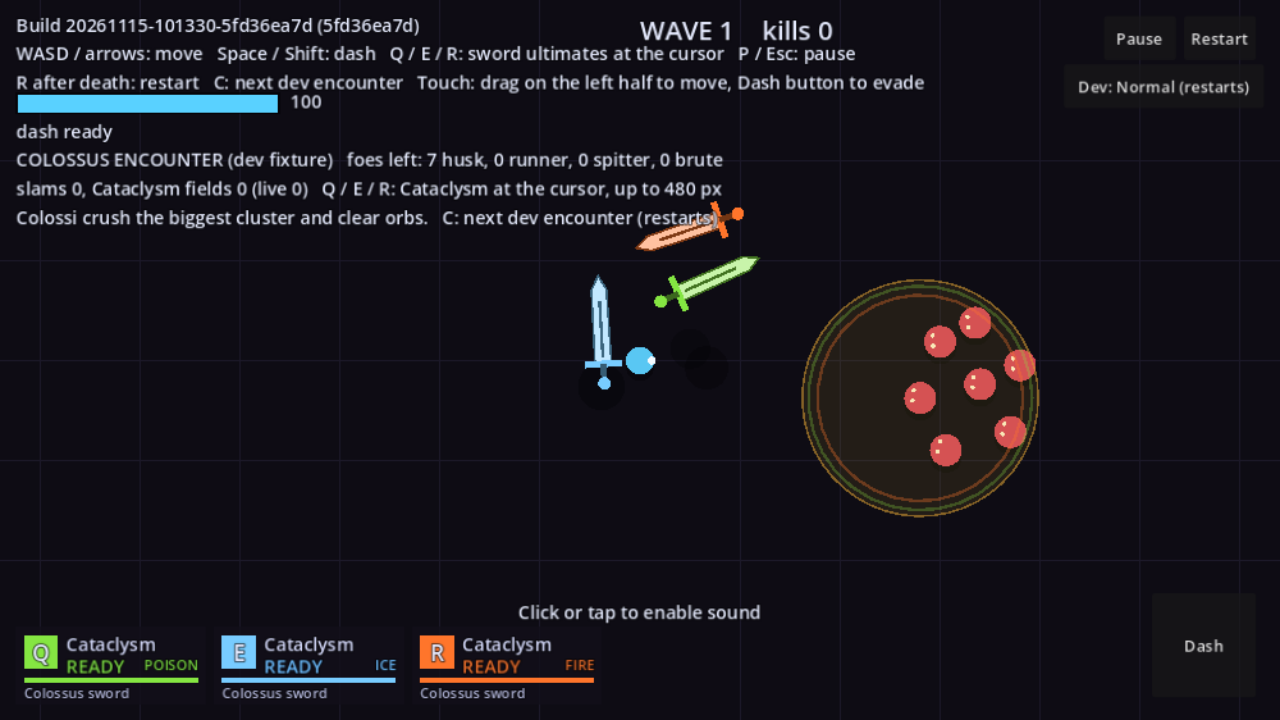 Build 20261115-101330-5fd36ea7d (5fd36ea7d)
WAVE 1 kills 0
Pause
Restart
WASD / arrows: move Space / Shift: dash Q / E / R: sword ultimates at the cursor P / Esc: pause
R after death: restart C: next dev encounter Touch: drag on the left half to move, Dash button to evade
Dev: Normal (restarts)
100
dash ready
COLOSSUS ENCOUNTER (dev fixture) foes left: 7 husk, 0 runner, 0 spitter, 0 brute
slams 0, Cataclysm fields 0 (live 0) Q / E / R: Cataclysm at the cursor, up to 480 px
Colossi crush the biggest cluster and clear orbs. C: next dev encounter (restarts)
Click or tap to enable sound
Q
Cataclysm
READY POISON
Colossus sword
E
Cataclysm
READY ICE
Colossus sword
R
Cataclysm
READY FIRE
Colossus sword
Dash